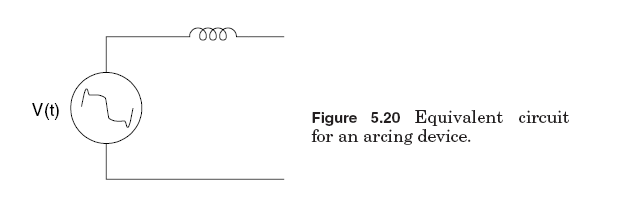 V(t)
Figure 5.20 Equivalent circuit
for an arcing device.